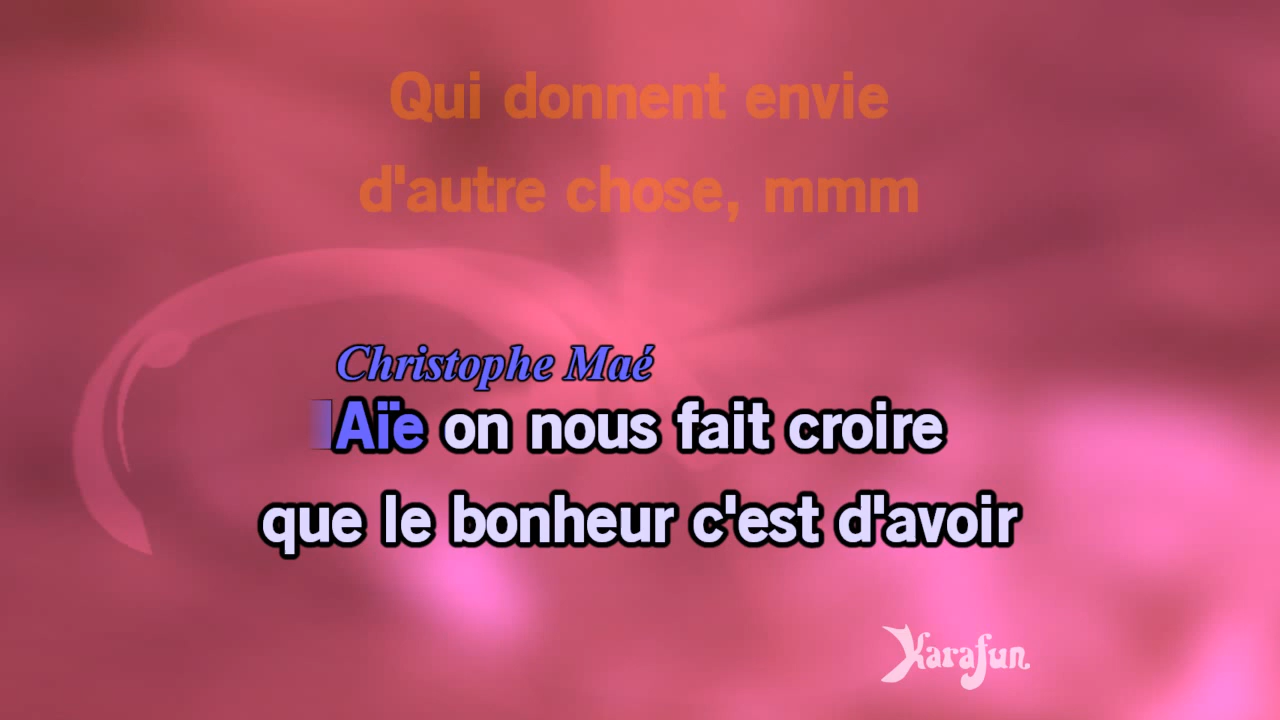 Qui donnent envie
d'autre chose, mmm
Christophe Maé
Aïe on nous fait croire
que le bonheur c'est d'avoir
Karafun